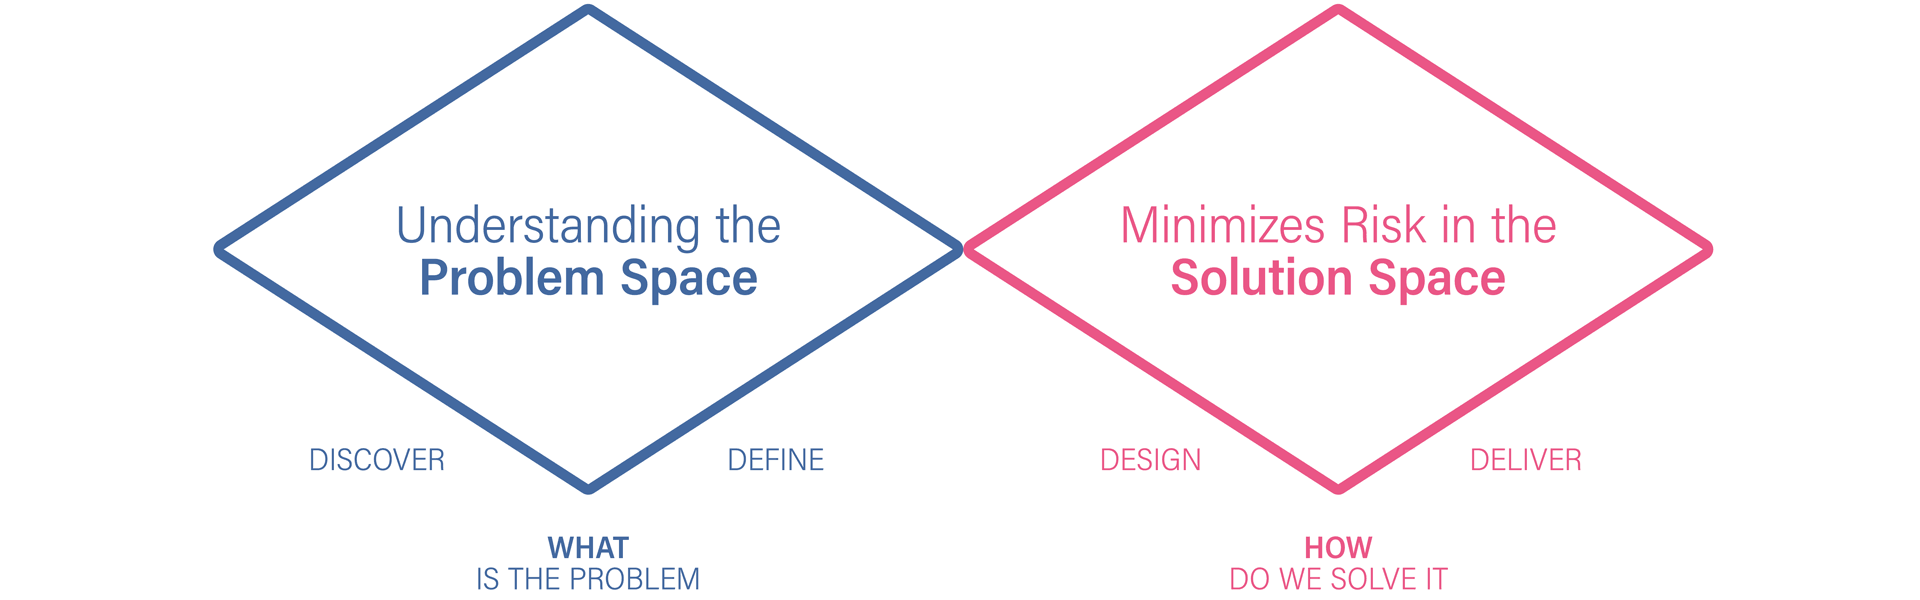 Understanding the
Problem Space
Minimizes Risk in the
Solution Space
DISCOVER
DEFINE
DESIGN
DELIVER
WHAT
IS THE PROBLEM
HOW
DO WE SOLVE IT